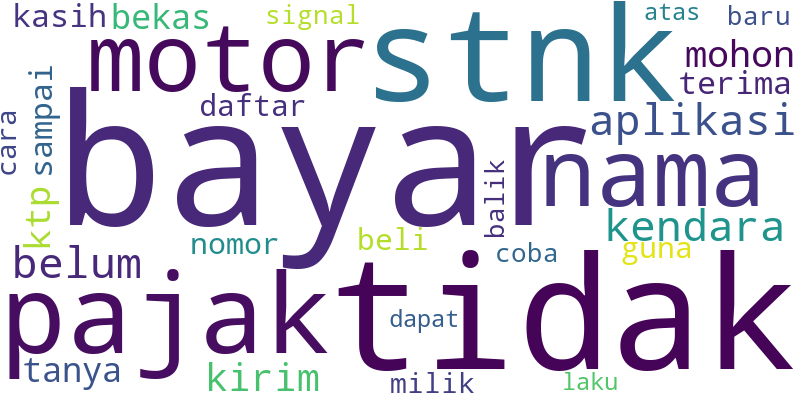 kasih
bekas
signal
atas
baru
motor
stnk
mohon
terima
cara
sampai
daftar
aplikasi
bayar
nama
balik
ktp
nomor
beli
coba
kendara
guna
belum
pajak
tidak
dapat
tanya
kirim
milik
laku